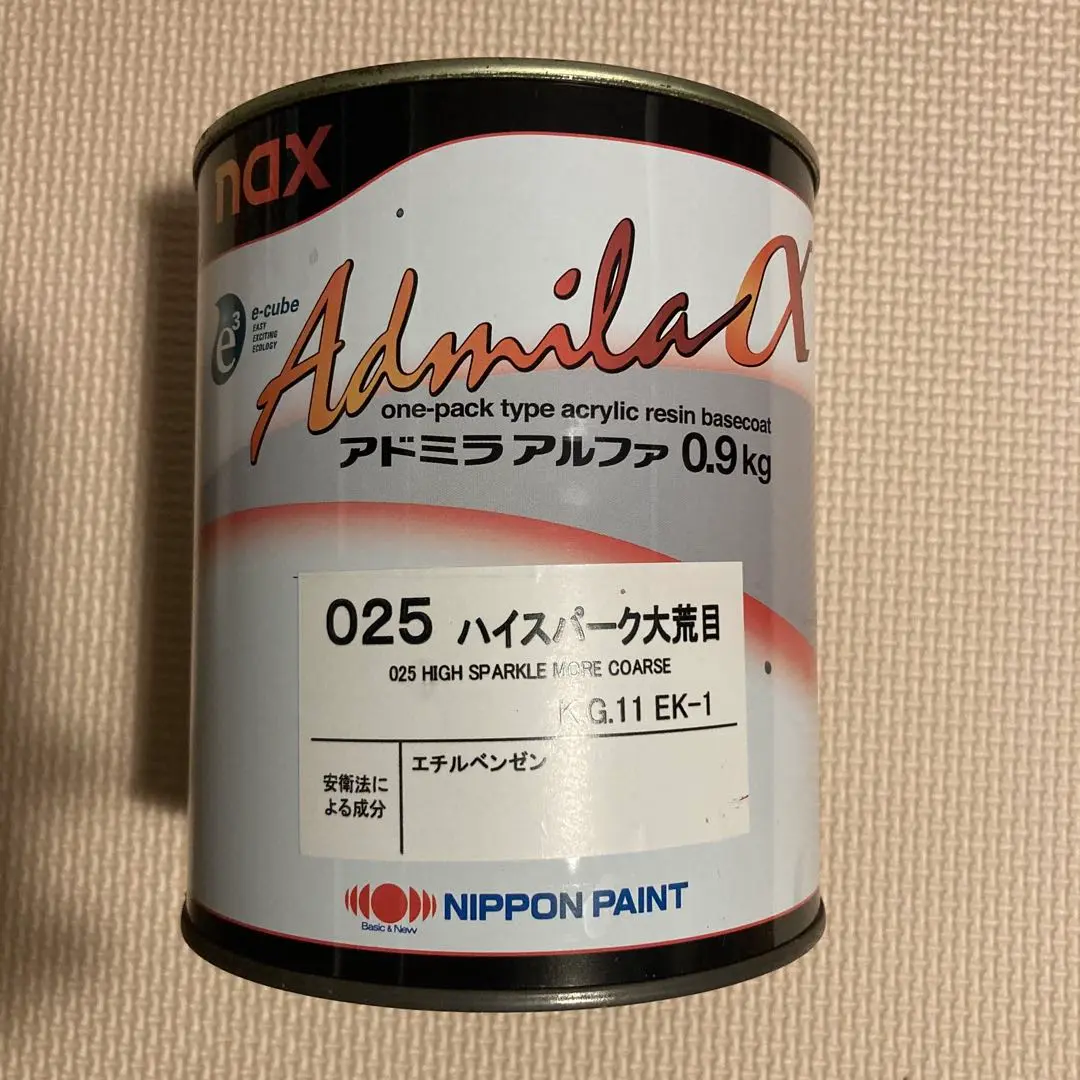 nax
e³ e-cube
EASY
EXCITING
ECOLOGY
Admila α
one-pack type acrylic resin basecoat
アドミラ アルファ 0.9kg
025 ハイスパーク大荒目
025 HIGH SPARKLE MORE COARSE
K.G.11 EK-1
安衛法に
よる成分
エチルベンゼン
NIPPON PAINT
Basic & New